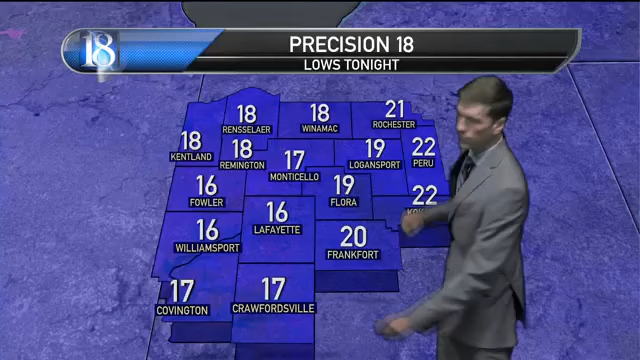 18
PRECISION 18
LOWS TONIGHT
18
RENSSELAER
18
WINAMAC
21
ROCHESTER
18
KENTLAND
18
REMINGTON
17
MONTICELLO
19
LOGANSPORT
22
PERU
16
FOWLER
19
FLORA
22
16
LAFAYETTE
16
WILLIAMSPORT
20
FRANKFORT
17
COVINGTON
17
CRAWFORDSVILLE